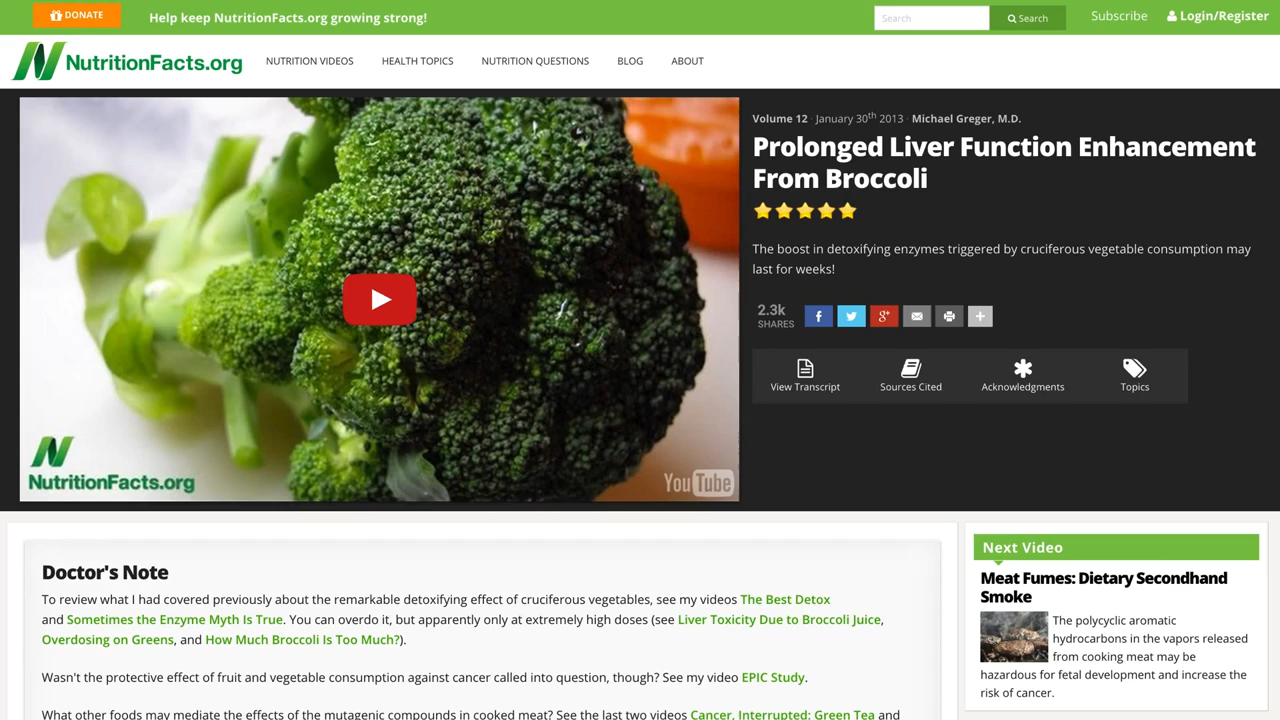 DONATE
Help keep NutritionFacts.org growing strong!
Search
Search
Subscribe
Login/Register
NutritionFacts.org
NUTRITION VIDEOS
HEALTH TOPICS
NUTRITION QUESTIONS
BLOG
ABOUT
NutritionFacts.org
YouTube
Volume 12 · January 30th 2013 · Michael Greger, M.D.
Prolonged Liver Function Enhancement
From Broccoli
The boost in detoxifying enzymes triggered by cruciferous vegetable consumption may
last for weeks!
2.3k
SHARES
View Transcript
Sources Cited
Acknowledgments
Topics
Doctor's Note
To review what I had covered previously about the remarkable detoxifying effect of cruciferous vegetables, see my videos The Best Detox
and Sometimes the Enzyme Myth Is True. You can overdo it, but apparently only at extremely high doses (see Liver Toxicity Due to Broccoli Juice,
Overdosing on Greens, and How Much Broccoli Is Too Much?).
Wasn't the protective effect of fruit and vegetable consumption against cancer called into question, though? See my video EPIC Study.
What other foods may mediate the effects of the mutagenic compounds in cooked meat? See the last two videos Cancer, Interrupted: Green Tea and
Next Video
Meat Fumes: Dietary Secondhand
Smoke
The polycyclic aromatic
hydrocarbons in the vapors released
from cooking meat may be
hazardous for fetal development and increase the
risk of cancer.